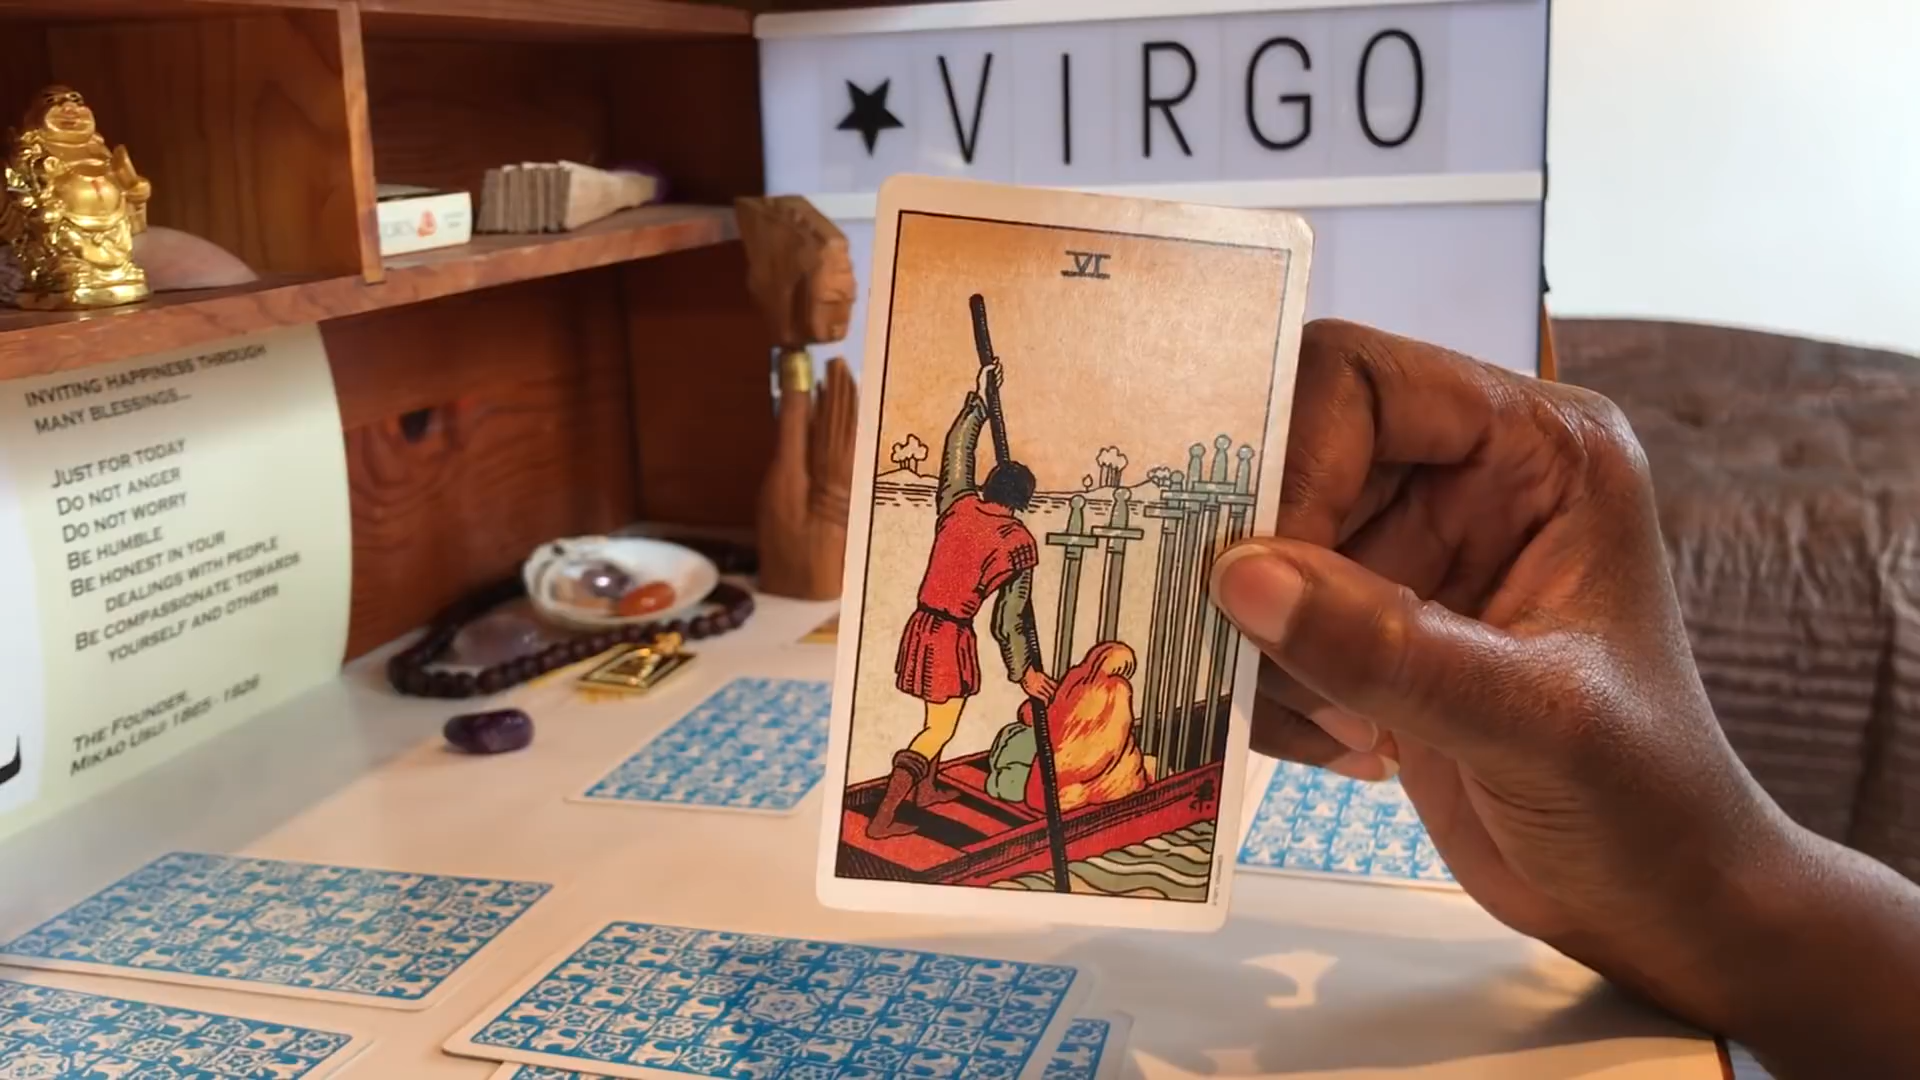 ★VIRGO
VI
INVITING HAPPINESS THROUGH
MANY BLESSINGS...
JUST FOR TODAY
DO NOT ANGER
DO NOT WORRY
BE HUMBLE
BE HONEST IN YOUR
DEALINGS WITH PEOPLE
BE COMPASSIONATE TOWARDS
YOURSELF AND OTHERS
THE FOUNDER,
MIKAO USUI 1865-1926